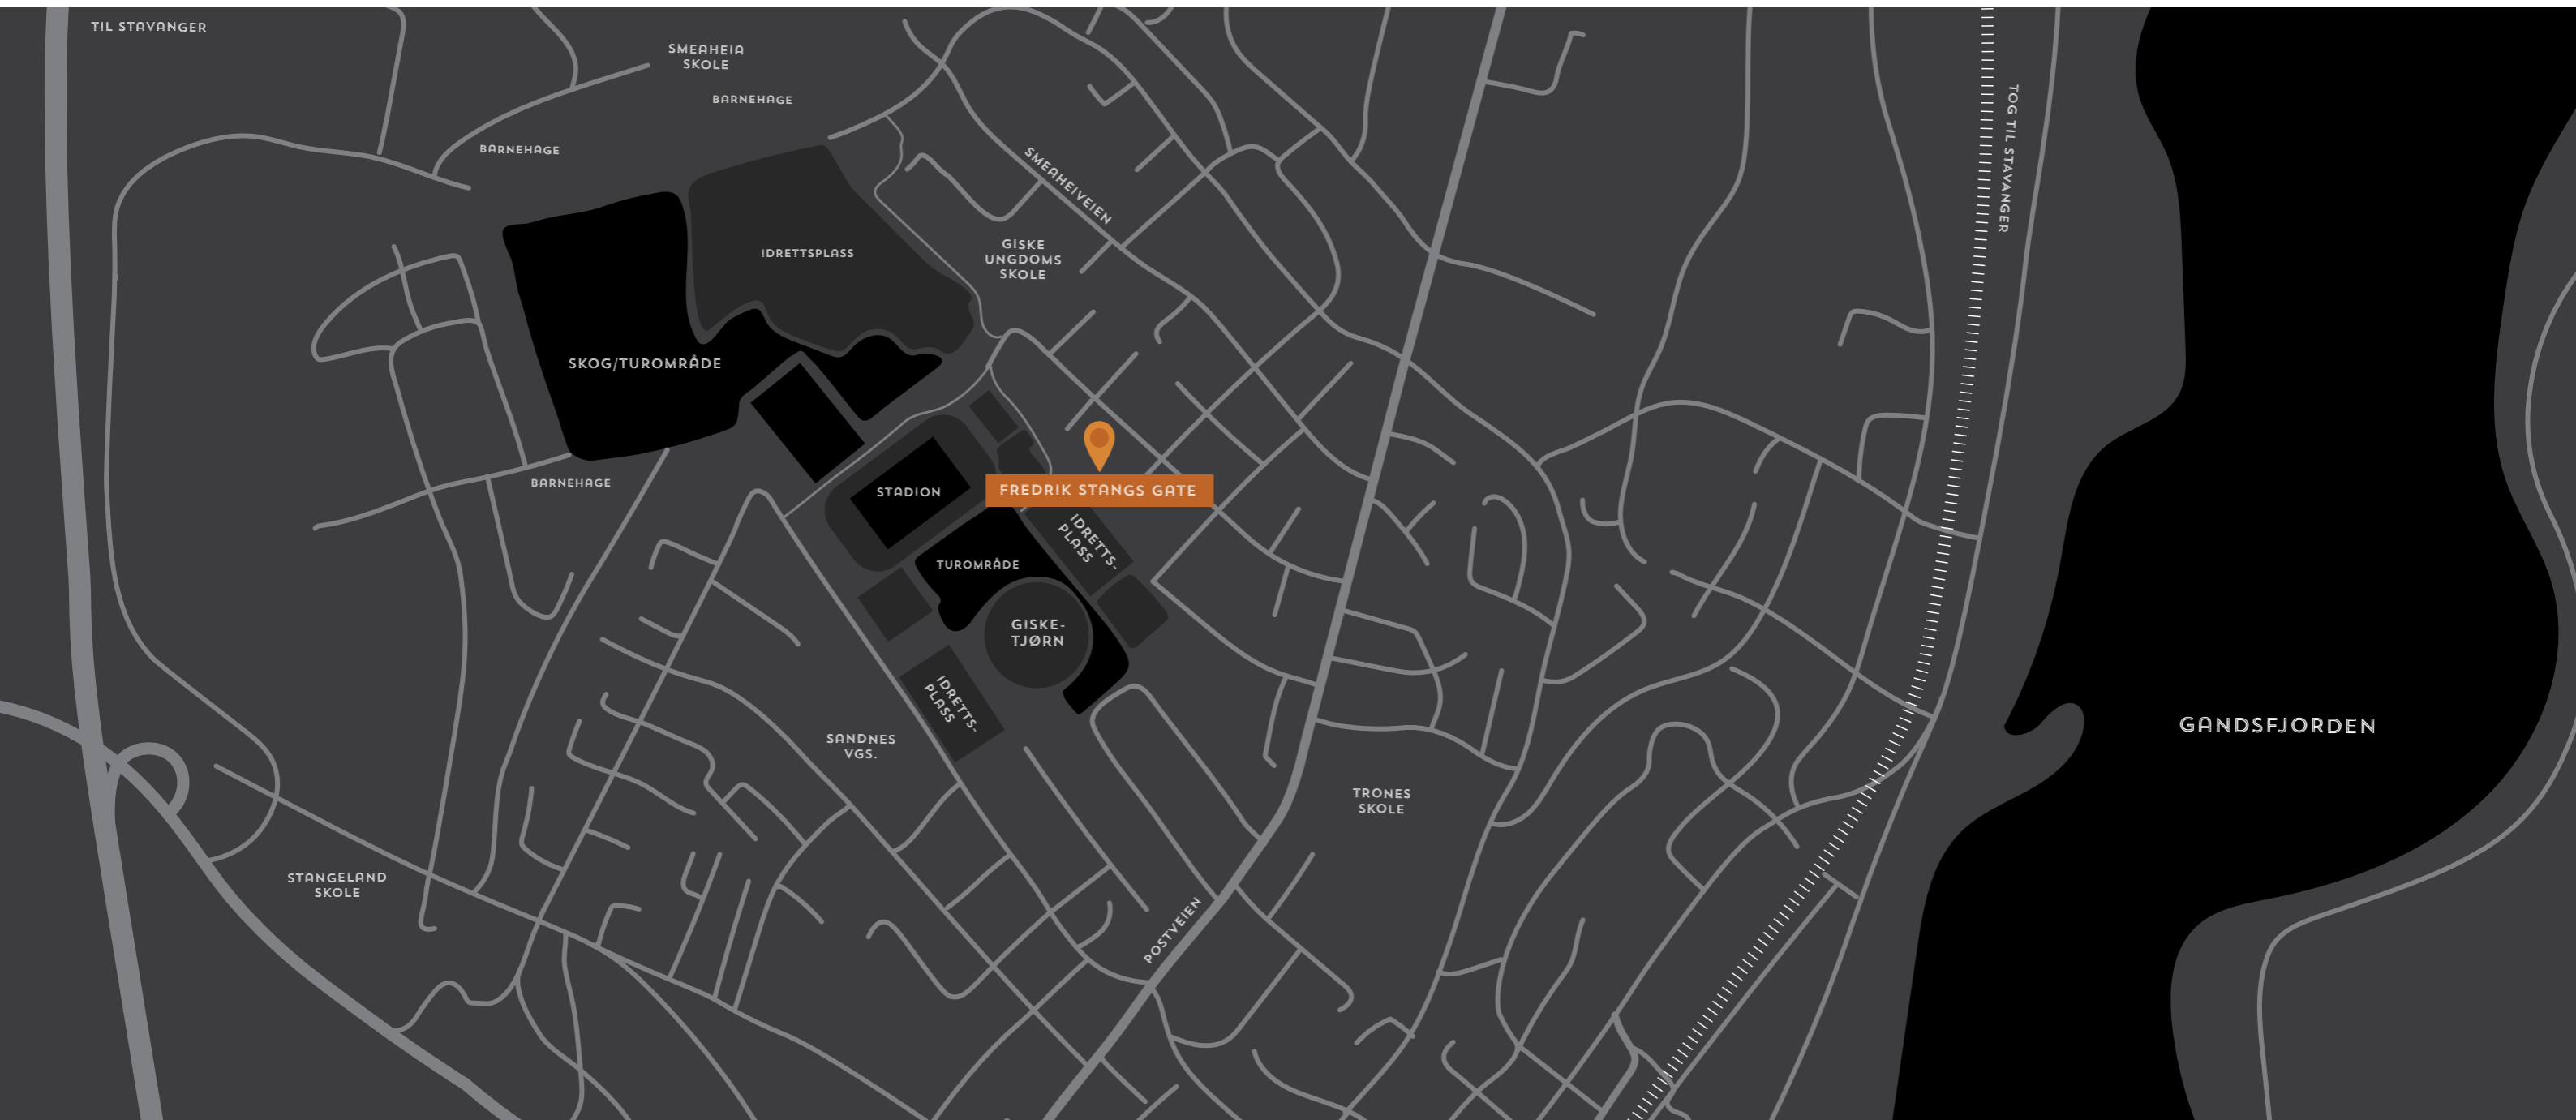 TIL STAVANGER
SMEAHEIA
SKOLE
BARNEHAGE
BARNEHAGE
TOG TIL STAVANGER
SMEAHEIVEIEN
IDRETTSPLASS
GISKE
UNGDOMS
SKOLE
SKOG/TUROMRÅDE
BARNEHAGE
STADION
FREDRIK STANGS GATE
IDRETTS-
PLASS
TUROMRÅDE
GISKE-
TJØRN
IDRETTS-
PLASS
SANDNES
VGS.
GANDSFJORDEN
TRONES
SKOLE
STANGELAND
SKOLE
POSTVEIEN